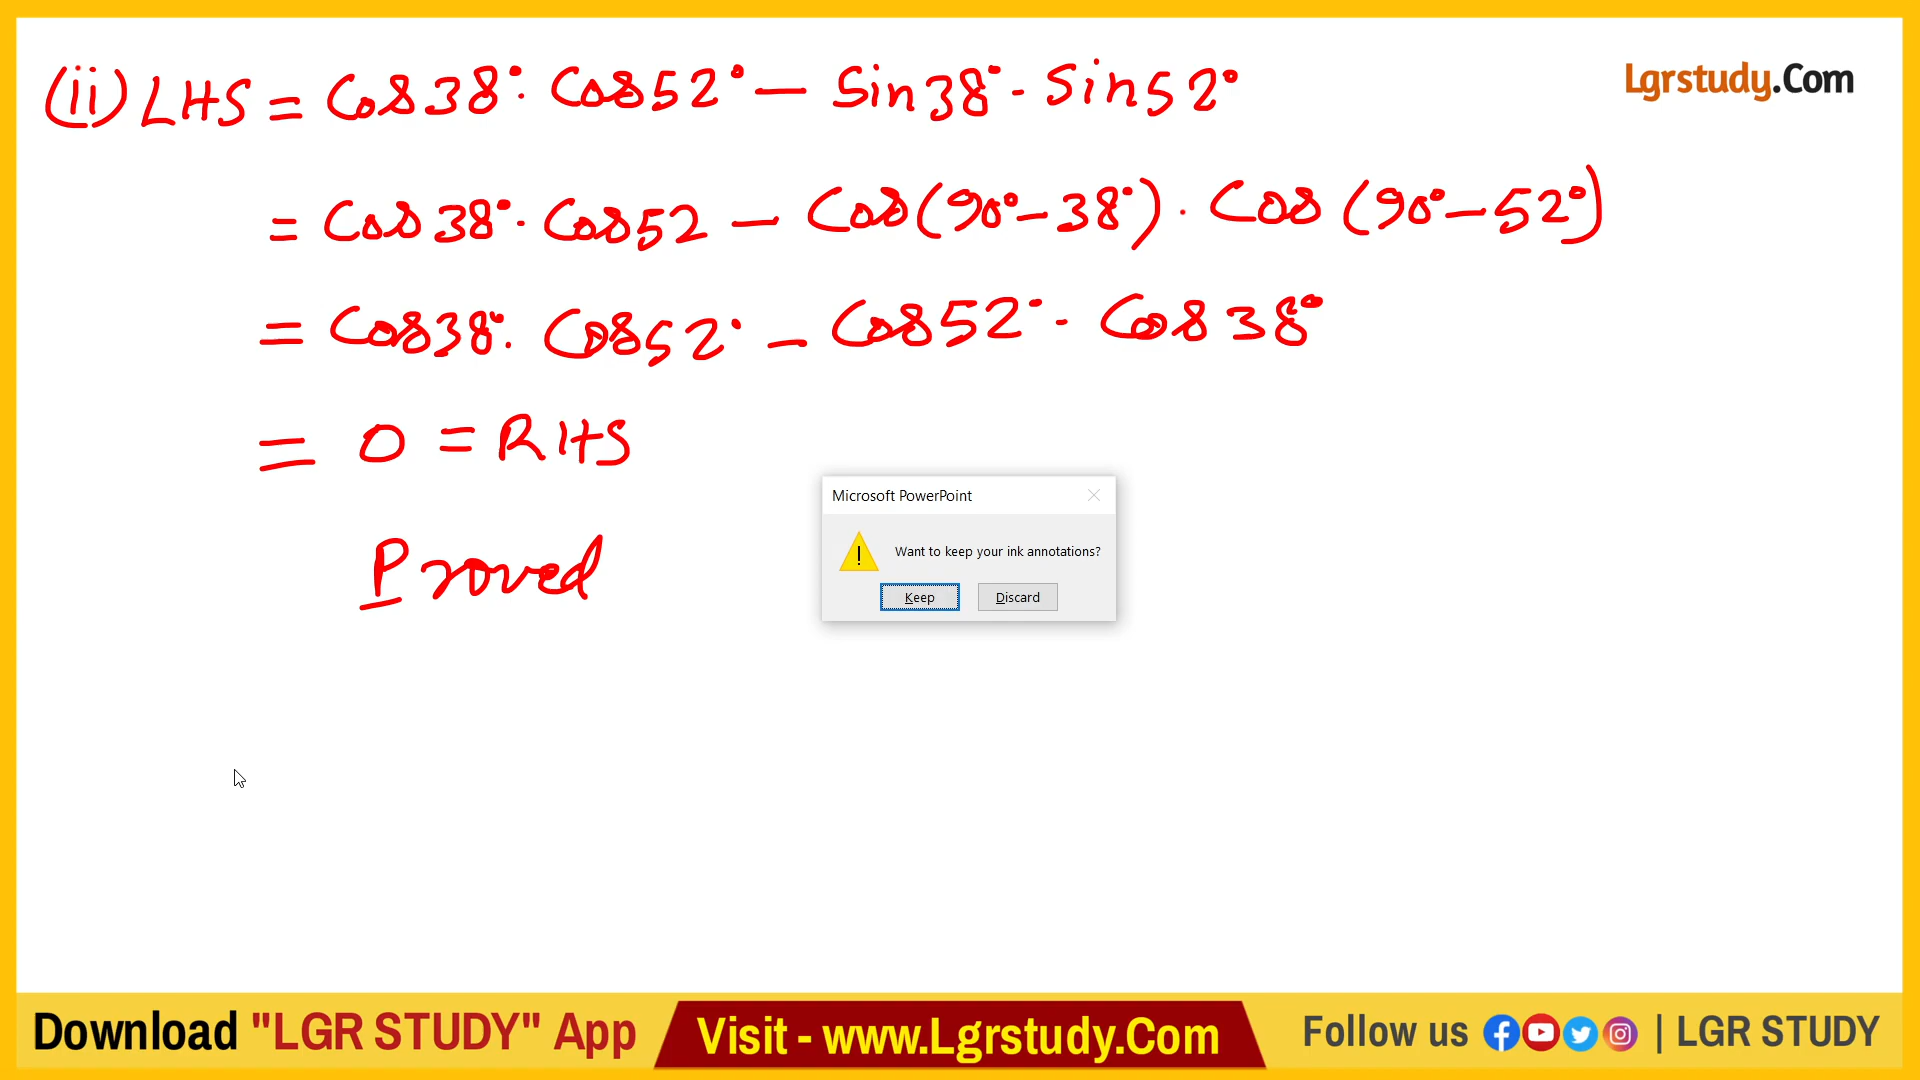 (ii) LHS = Cos38°. Cos52° — Sin38° - Sin52°
Lgrstudy.Com
= Cos38°. Cos52 — Cos(90°-38°) . Cos (90°-52°)
= Cos38°. Cos52° — Cos52° - Cos38°
= 0 = RHS
Microsoft PowerPoint
! Want to keep your ink annotations?
Keep Discard
Proved
Download "LGR STUDY" App Visit - www.Lgrstudy.Com Follow us | LGR STUDY